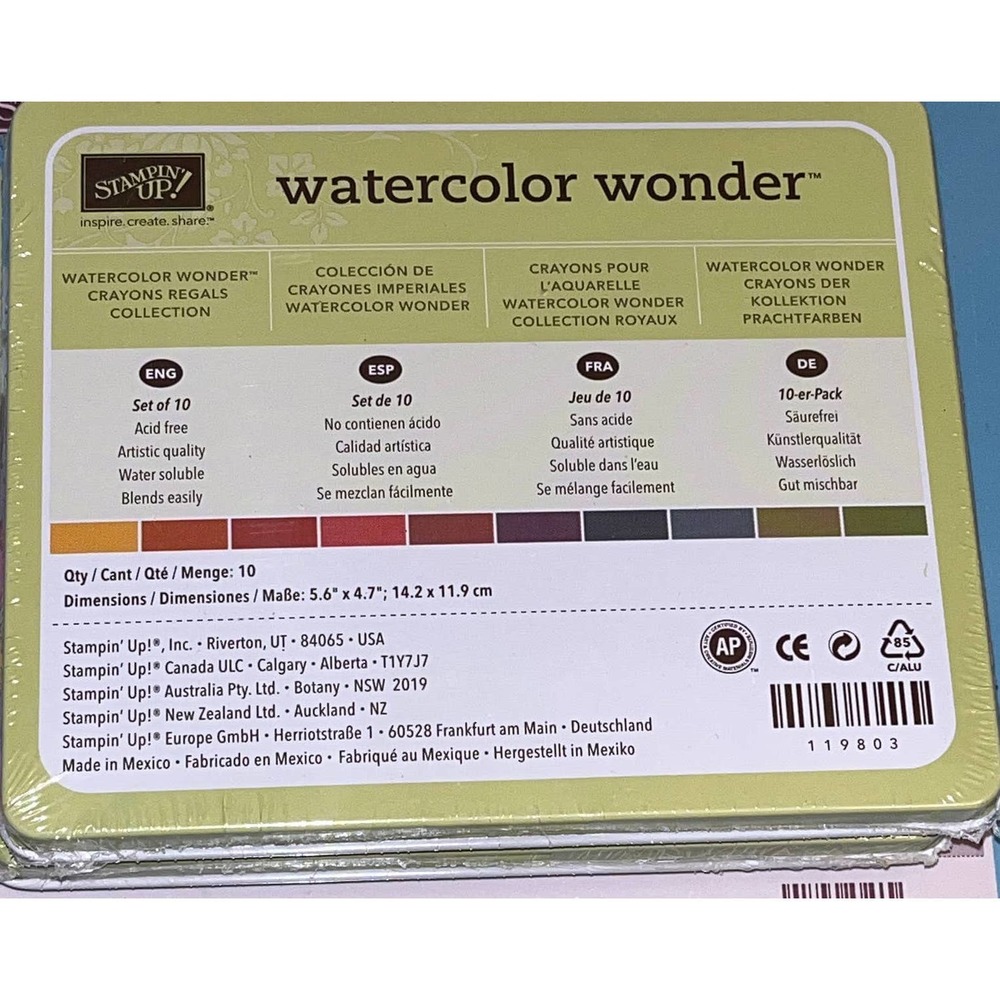 STAMPIN' UP!®
inspire.create.share.™
watercolor wonder™
WATERCOLOR WONDER™
CRAYONS REGALS
COLLECTION
COLECCIÓN DE
CRAYONES IMPERIALES
WATERCOLOR WONDER
CRAYONS POUR
L'AQUARELLE
WATERCOLOR WONDER
COLLECTION ROYAUX
WATERCOLOR WONDER
CRAYONS DER
KOLLEKTION
PRACHTFARBEN
ENG
Set of 10
Acid free
Artistic quality
Water soluble
Blends easily
ESP
Set de 10
No contienen ácido
Calidad artística
Solubles en agua
Se mezclan fácilmente
FRA
Jeu de 10
Sans acide
Qualité artistique
Soluble dans l'eau
Se mélange facilement
DE
10-er-Pack
Säurefrei
Künstlerqualität
Wasserlöslich
Gut mischbar
Qty / Cant / Qté / Menge: 10
Dimensions / Dimensiones / Maße: 5.6" x 4.7"; 14.2 x 11.9 cm
Stampin' Up!®, Inc. • Riverton, UT • 84065 • USA
Stampin' Up!® Canada ULC • Calgary • Alberta • T1Y7J7
Stampin' Up!® Australia Pty. Ltd. • Botany • NSW 2019
Stampin' Up!® New Zealand Ltd. • Auckland • NZ
Stampin' Up!® Europe GmbH • Herriotstraße 1 • 60528 Frankfurt am Main • Deutschland
Made in Mexico • Fabricado en Mexico • Fabriqué au Mexique • Hergestellt in Mexiko
AP
™
CE
85
C/ALU
119803